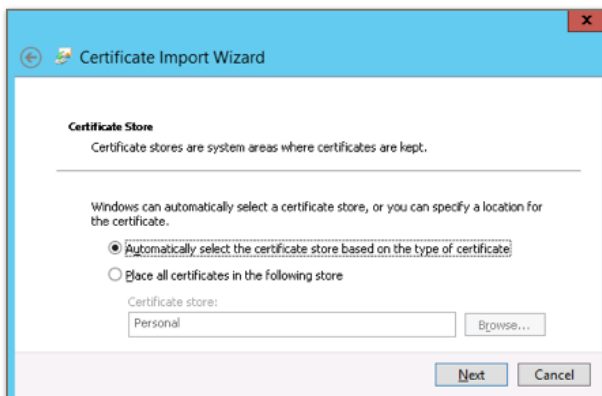 x
Certificate Import Wizard
Certificate Store
Certificate stores are system areas where certificates are kept.
Windows can automatically select a certificate store, or you can specify a location for
the certificate.
Automatically select the certificate store based on the type of certificate
Place all certificates in the following store
Certificate store:
Personal
Browse...
Next
Cancel